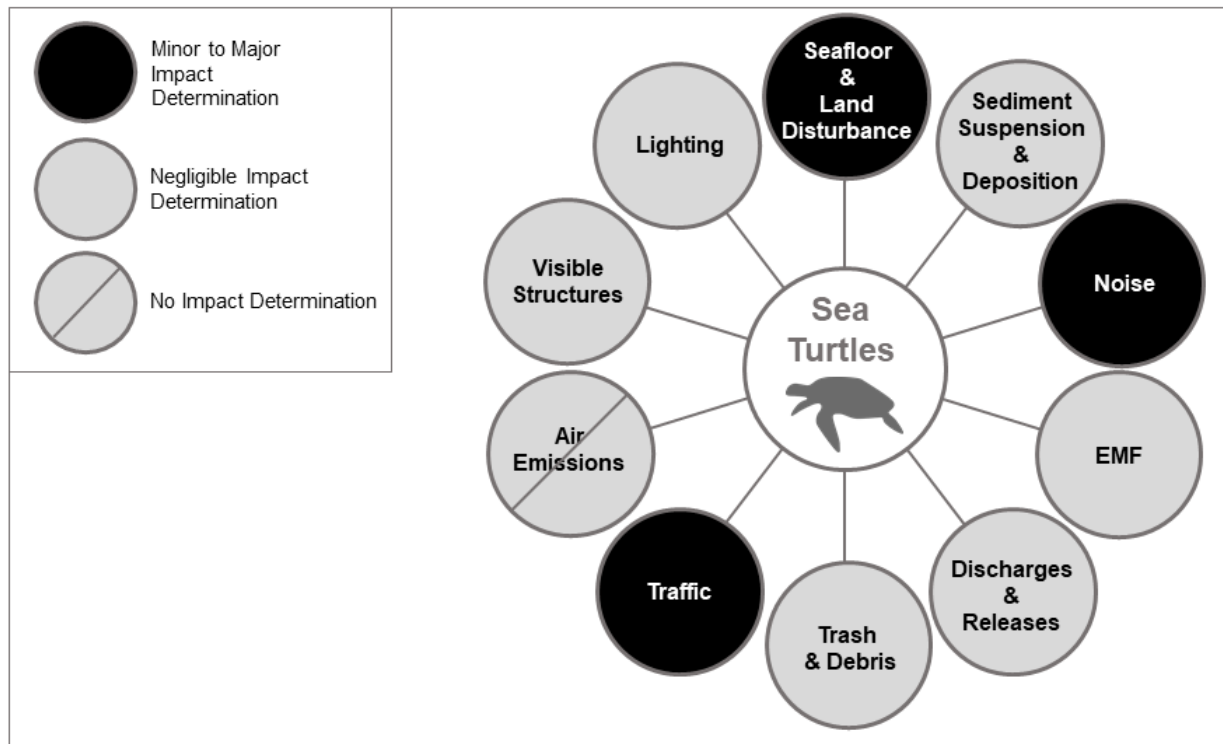 Minor to Major
Impact
Determination
Negligible Impact
Determination
No Impact Determination
Seafloor
&
Land
Disturbance
Sediment
Suspension
&
Deposition
Noise
EMF
Discharges
&
Releases
Trash
& Debris
Traffic
Air
Emissions
Visible
Structures
Lighting
Sea
Turtles